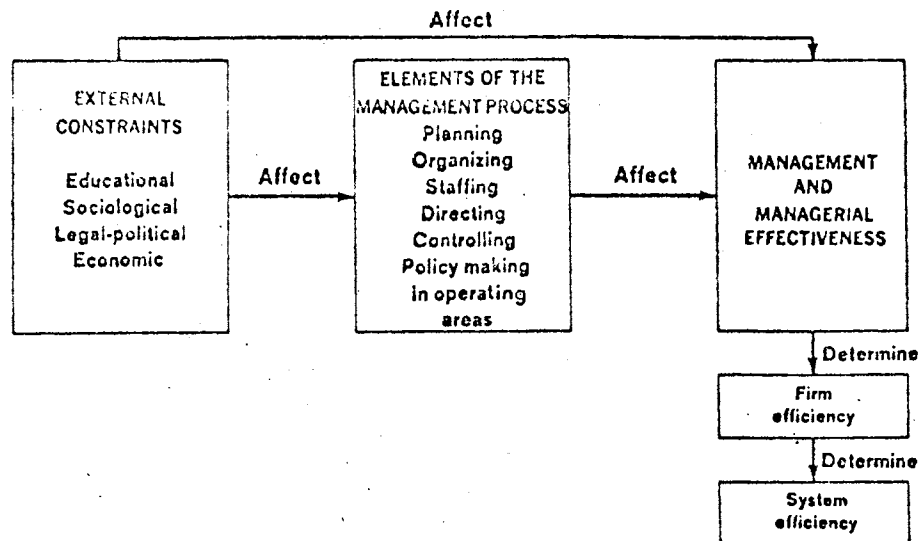 Affect
EXTERNAL
CONSTRAINTS
Educational
Sociological
Legal-political
Economic
Affect
ELEMENTS OF THE
MANAGEMENT PROCESS
Planning
Organizing
Staffing
Directing
Controlling
Policy making
in operating
areas
Affect
MANAGEMENT
AND
MANAGERIAL
EFFECTIVENESS
Determine
Firm
efficiency
Determine
System
efficiency